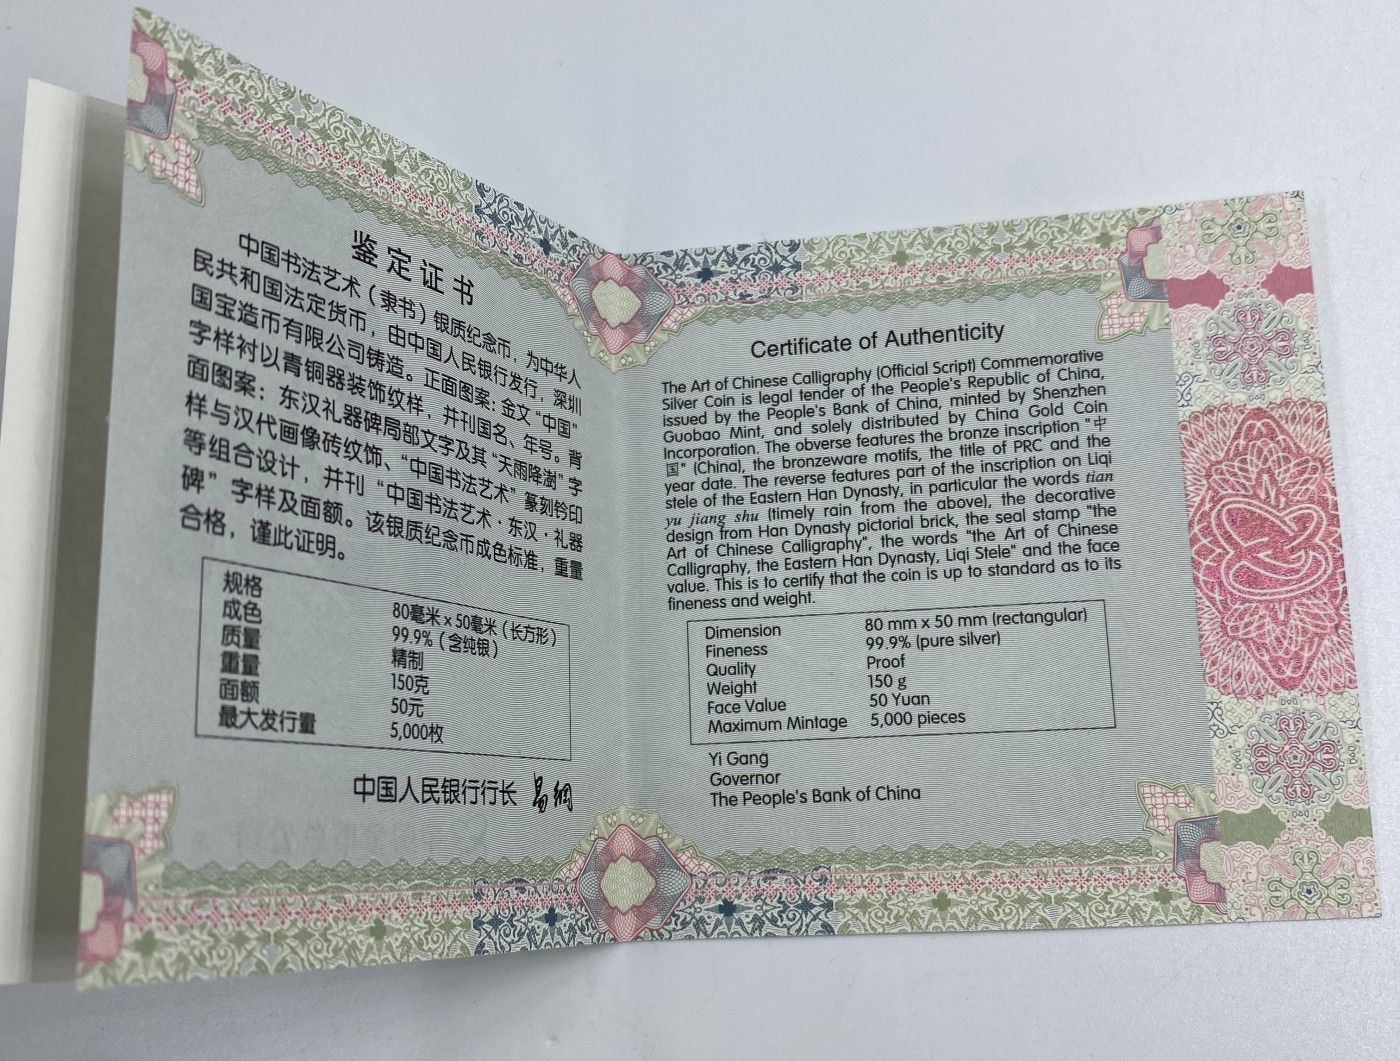 鉴定证书
中国书法艺术（隶书）银质纪念币，为中华人
民共和国法定货币，由中国人民银行发行，深圳
国宝造币有限公司铸造。正面图案：金文“中国”
字样衬以青铜器装饰纹样，并刊国名、年号。背
面图案：东汉礼器碑局部文字及其“天雨降澍”字
样与汉代画像砖纹饰、“中国书法艺术”篆刻钤印
等组合设计，并刊“中国书法艺术·东汉·礼器
碑”字样及面额。该银质纪念币成色标准，重量
合格，谨此证明。
规格 80毫米 x 50毫米（长方形）
成色 99.9%（含纯银）
质量 精制
重量 150克
面额 50元
最大发行量 5,000枚
中国人民银行行长 易纲
Certificate of Authenticity
The Art of Chinese Calligraphy (Official Script) Commemorative
Silver Coin is legal tender of the People's Republic of China,
issued by the People's Bank of China, minted by Shenzhen
Guobao Mint, and solely distributed by China Gold Coin
Incorporation. The obverse features the bronze inscription "中
国" (China), the bronzeware motifs, the title of PRC and the
year date. The reverse features part of the inscription on Liqi
stele of the Eastern Han Dynasty, in particular the words tian
yu jiang shu (timely rain from the above), the decorative
design from Han Dynasty pictorial brick, the seal stamp "the
Art of Chinese Calligraphy", the words "the Art of Chinese
Calligraphy, the Eastern Han Dynasty, Liqi Stele" and the face
value. This is to certify that the coin is up to standard as to its
fineness and weight.
Dimension 80 mm x 50 mm (rectangular)
Fineness 99.9% (pure silver)
Quality Proof
Weight 150 g
Face Value 50 Yuan
Maximum Mintage 5,000 pieces
Yi Gang
Governor
The People's Bank of China